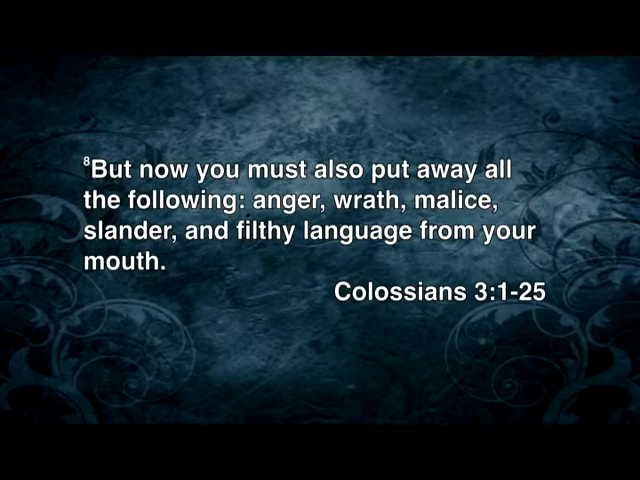 ⁸But now you must also put away all
the following: anger, wrath, malice,
slander, and filthy language from your
mouth.
Colossians 3:1-25